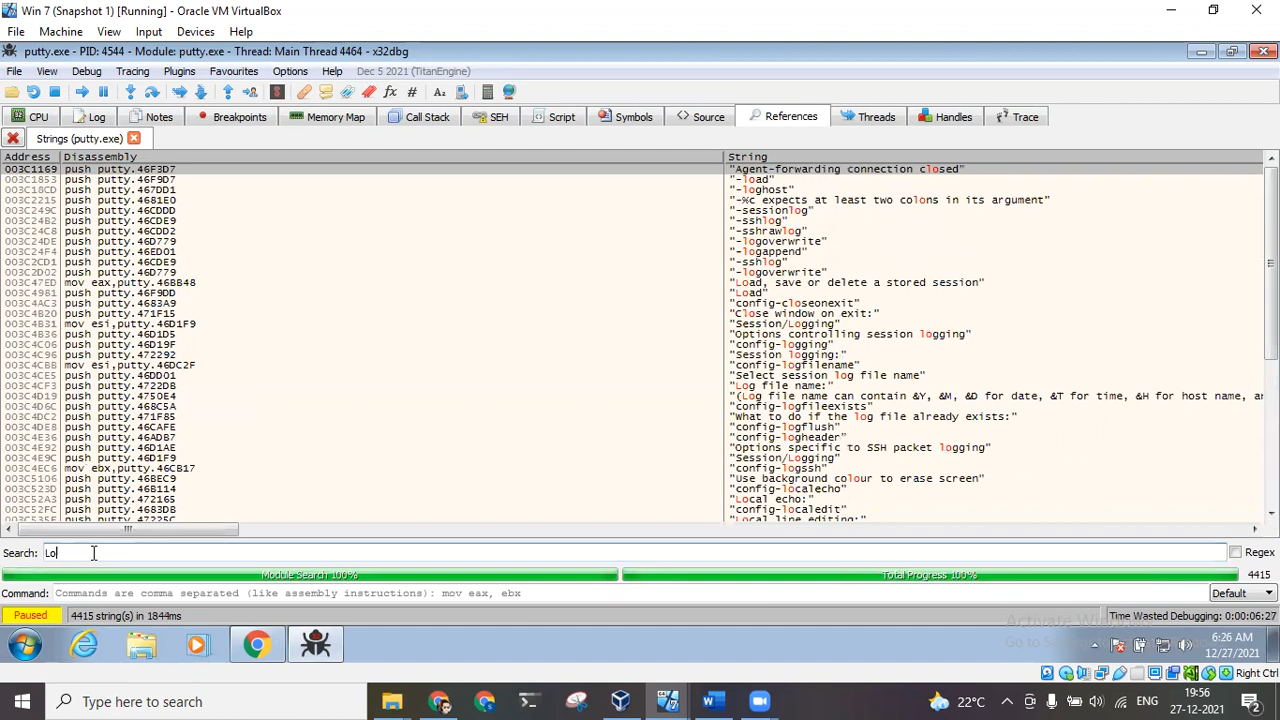 Win 7 (Snapshot 1) [Running] - Oracle VM VirtualBox
File Machine View Input Devices Help
putty.exe - PID: 4544 - Module: putty.exe - Thread: Main Thread 4464 - x32dbg
File View Debug Tracing Plugins Favourites Options Help Dec 5 2021 (TitanEngine)
CPU Log Notes Breakpoints Memory Map Call Stack SEH Script Symbols Source References Threads Handles Trace
Strings (putty.exe)
Address Disassembly String
003C1169 push putty.46F3D7 "Agent-forwarding connection closed"
003C1853 push putty.46F9D7 "-load"
003C18CD push putty.467DD1 "-loghost"
003C2215 push putty.4681E0 "-%c expects at least two colons in its argument"
003C249C push putty.46CDDD "-sessionlog"
003C24B2 push putty.46CDE9 "-sshlog"
003C24C8 push putty.46CDD2 "-sshrawlog"
003C24DE push putty.46D779 "-logoverwrite"
003C24F4 push putty.46ED01 "-logappend"
003C2CD1 push putty.46CDE9 "-sshlog"
003C2D02 push putty.46D779 "-logoverwrite"
003C47ED mov eax,putty.46BB48 "Load, save or delete a stored session"
003C4981 push putty.46F9DD "Load"
003C4AC3 push putty.4683A9 "config-closeonexit"
003C4B20 push putty.471F15 "Close window on exit:"
003C4B31 mov esi,putty.46D1F9 "Session/Logging"
003C4B36 push putty.46D1D5 "Options controlling session logging"
003C4C06 push putty.46D19F "config-logging"
003C4C96 push putty.472292 "Session logging:"
003C4CBB mov esi,putty.46DC2F "config-logfilename"
003C4CE5 push putty.46DD01 "Select session log file name"
003C4CF3 push putty.4722DB "Log file name:"
003C4D19 push putty.4750E4 "(Log file name can contain &Y, &M, &D for date, &T for time, &H for host name, an
003C4D6C push putty.468C5A "config-logfileexists"
003C4DC2 push putty.471F85 "What to do if the log file already exists:"
003C4DE8 push putty.46CAFE "config-logflush"
003C4E36 push putty.46ADB7 "config-logheader"
003C4E92 push putty.46D1AE "Options specific to SSH packet logging"
003C4EA1 push putty.46D1F9 "Session/Logging"
003C4EC6 mov ebx,putty.46CB17 "config-logssh"
003C5106 push putty.46BEC9 "Use background colour to erase screen"
003C523D push putty.46B114 "config-localecho"
003C52A3 push putty.472165 "Local echo:"
003C52FC push putty.4683DB "config-localedit"
003C535F push putty.47225C "Local line editing:"
Search: Lo Regex
Module Search 100% Total Progress 100% 4415
Command: Commands are comma separated (like assembly instructions): mov eax, ebx Default
Paused 4415 string(s) in 1844ms Time Wasted Debugging: 0:00:06:27
6:26 AM
12/27/2021
Right Ctrl
Type here to search 22°C ENG 19:56
27-12-2021
2